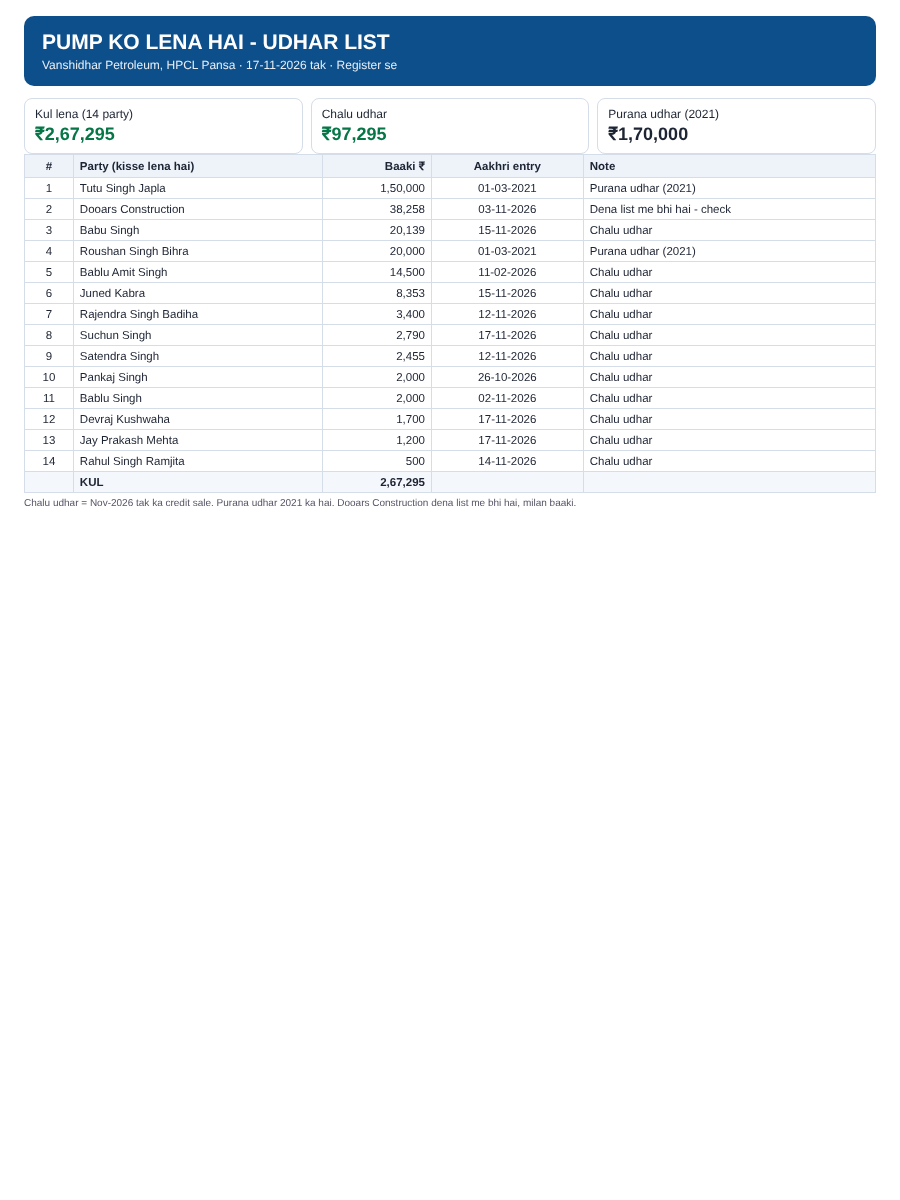 PUMP KO LENA HAI - UDHAR LIST
Vanshidhar Petroleum, HPCL Pansa · 17-11-2026 tak · Register se
Kul lena (14 party) Chalu udhar Purana udhar (2021)
₹2,67,295 ₹97,295 ₹1,70,000
# Party (kisse lena hai) Baaki ₹ Aakhri entry Note
1 Tutu Singh Japla 1,50,000 01-03-2021 Purana udhar (2021)
2 Dooars Construction 38,258 03-11-2026 Dena list me bhi hai - check
3 Babu Singh 20,139 15-11-2026 Chalu udhar
4 Roushan Singh Bihra 20,000 01-03-2021 Purana udhar (2021)
5 Bablu Amit Singh 14,500 11-02-2026 Chalu udhar
6 Juned Kabra 8,353 15-11-2026 Chalu udhar
7 Rajendra Singh Badiha 3,400 12-11-2026 Chalu udhar
8 Suchun Singh 2,790 17-11-2026 Chalu udhar
9 Satendra Singh 2,455 12-11-2026 Chalu udhar
10 Pankaj Singh 2,000 26-10-2026 Chalu udhar
11 Bablu Singh 2,000 02-11-2026 Chalu udhar
12 Devraj Kushwaha 1,700 17-11-2026 Chalu udhar
13 Jay Prakash Mehta 1,200 17-11-2026 Chalu udhar
14 Rahul Singh Ramjita 500 14-11-2026 Chalu udhar
KUL 2,67,295
Chalu udhar = Nov-2026 tak ka credit sale. Purana udhar 2021 ka hai. Dooars Construction dena list me bhi hai, milan baaki.